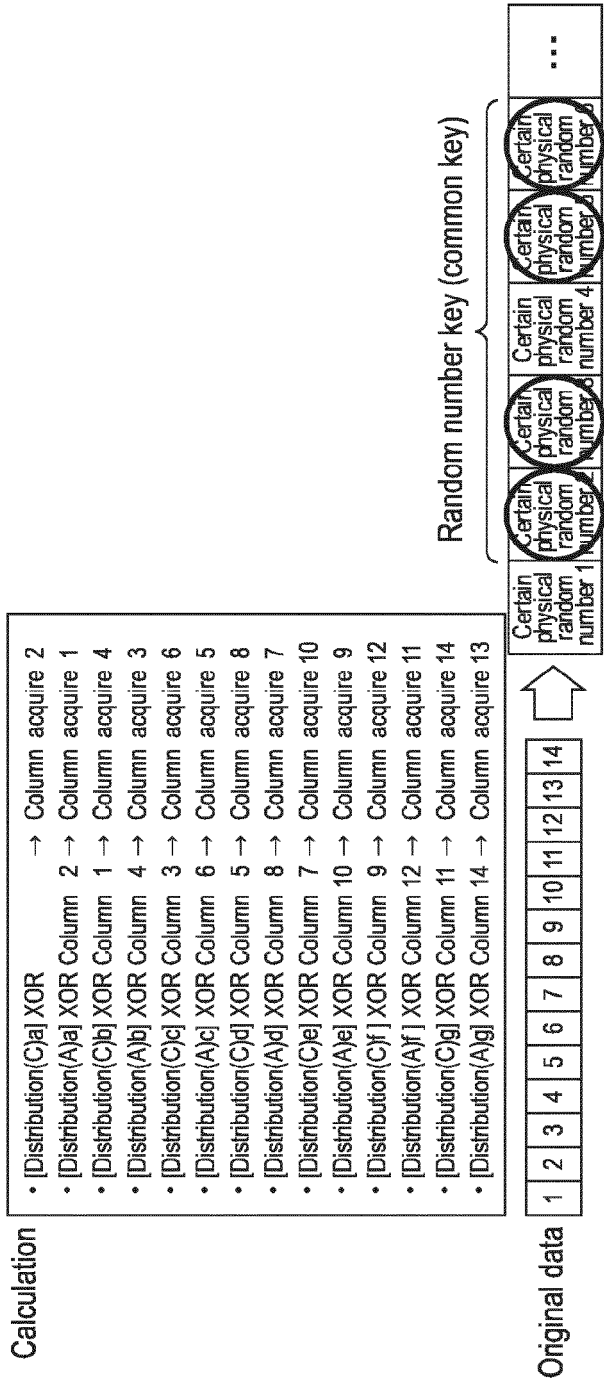 Calculation
• [Distribution(C)a] XOR → Column acquire 2
• [Distribution(A)a] XOR Column 2 → Column acquire 1
• [Distribution(C)b] XOR Column 1 → Column acquire 4
• [Distribution(A)b] XOR Column 4 → Column acquire 3
• [Distribution(C)c] XOR Column 3 → Column acquire 6
• [Distribution(A)c] XOR Column 6 → Column acquire 5
• [Distribution(C)d] XOR Column 5 → Column acquire 8
• [Distribution(A)d] XOR Column 8 → Column acquire 7
• [Distribution(C)e] XOR Column 7 → Column acquire 10
• [Distribution(A)e] XOR Column 10 → Column acquire 9
• [Distribution(C)f ] XOR Column 9 → Column acquire 12
• [Distribution(A)f ] XOR Column 12 → Column acquire 11
• [Distribution(C)g] XOR Column 11 → Column acquire 14
• [Distribution(A)g] XOR Column 14 → Column acquire 13
Random number key (common key)
Original data
1 2 3 4 5 6 7 8 9 10 11 12 13 14
Certain
physical
random
number 1
Certain
physical
random
number
Certain
physical
random
number
Certain
physical
random
number 4
Certain
physical
random
number
Certain
physical
random
number
...